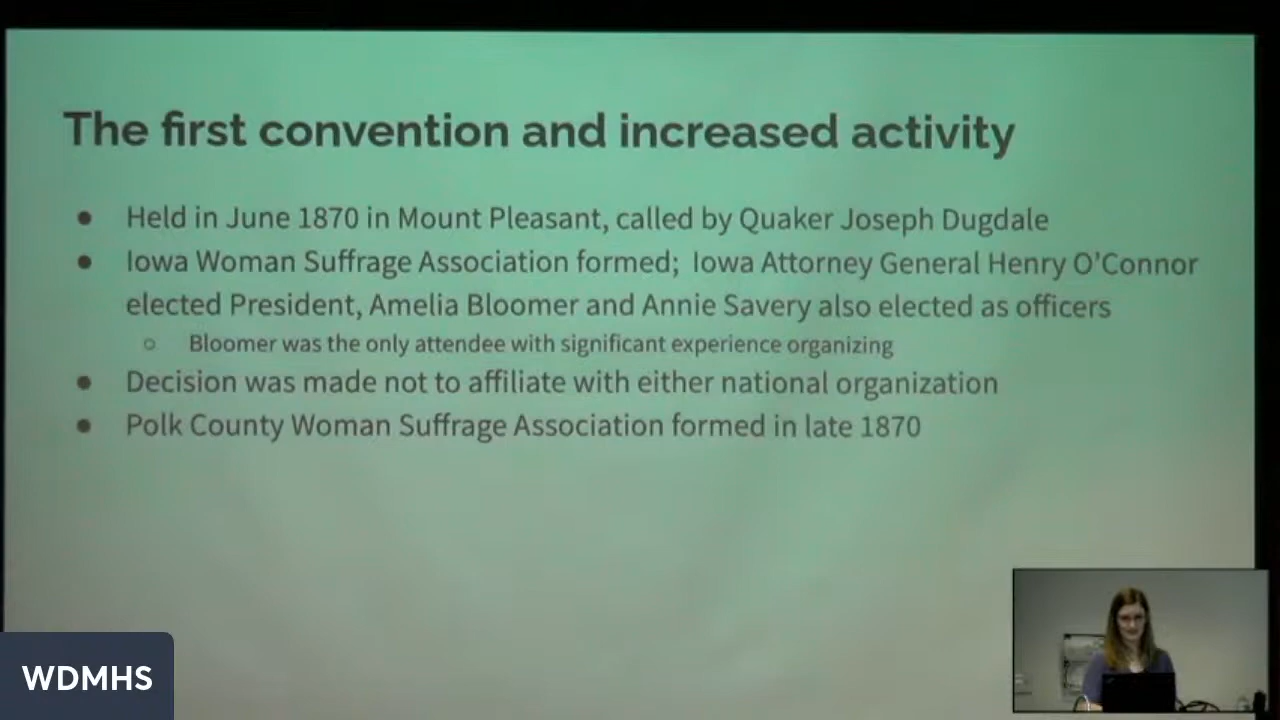 The first convention and increased activity
● Held in June 1870 in Mount Pleasant, called by Quaker Joseph Dugdale
● Iowa Woman Suffrage Association formed; Iowa Attorney General Henry O'Connor
elected President, Amelia Bloomer and Annie Savery also elected as officers
○ Bloomer was the only attendee with significant experience organizing
● Decision was made not to affiliate with either national organization
● Polk County Woman Suffrage Association formed in late 1870
WDMHS